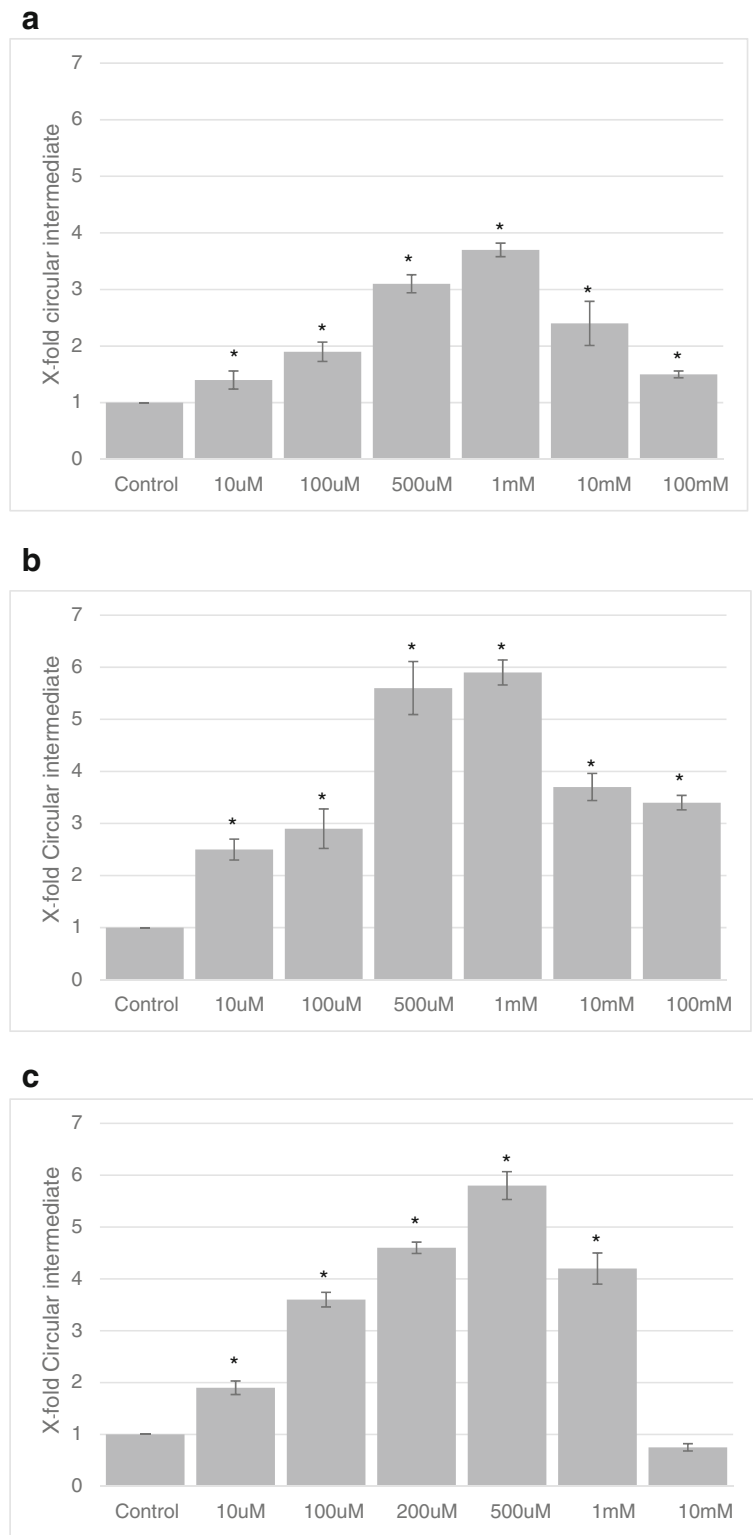 a
X-fold circular intermediate
7
6
5
4
3
2
1
0
* * * * * *
Control 10uM 100uM 500uM 1mM 10mM 100mM
b
X-fold Circular intermediate
7
6
5
4
3
2
1
0
* * * * * *
Control 10uM 100uM 500uM 1mM 10mM 100mM
c
X-fold Circular intermediate
7
6
5
4
3
2
1
0
* * * * *
Control 10uM 100uM 200uM 500uM 1mM 10mM